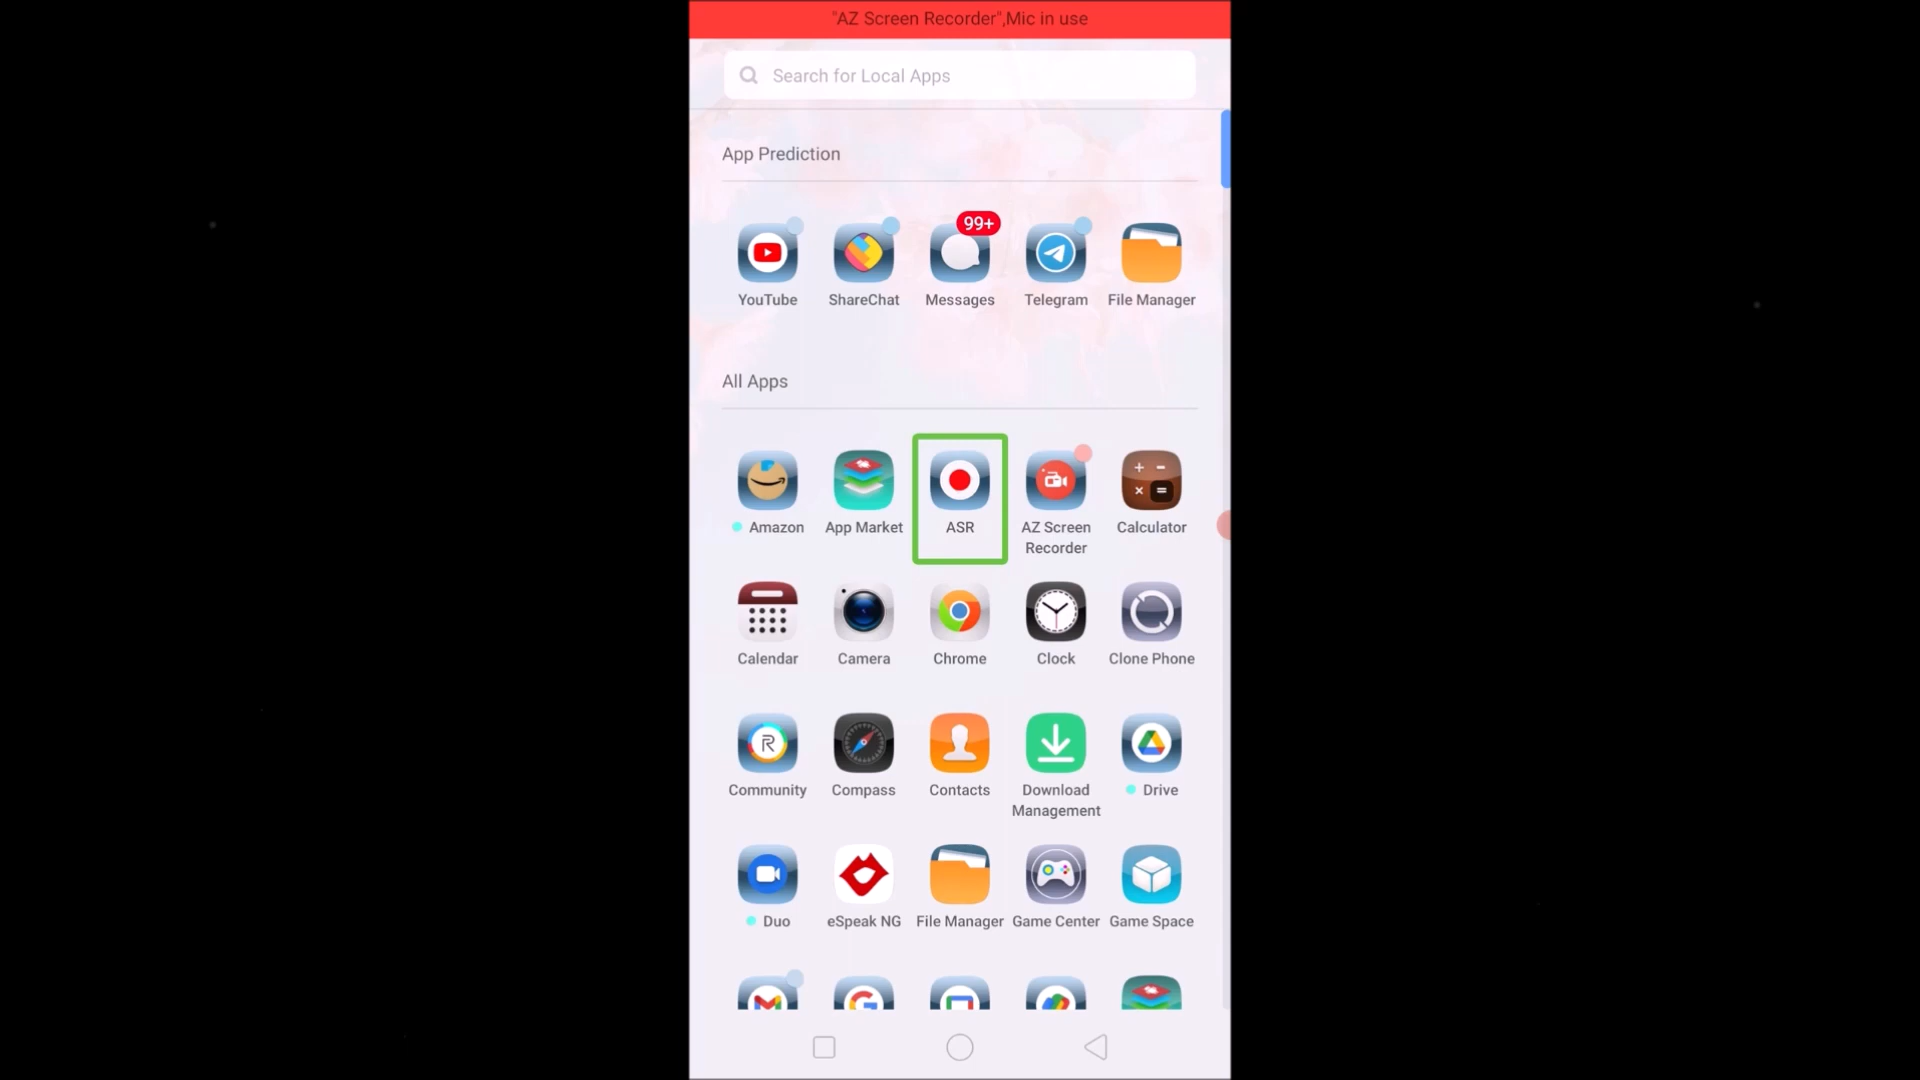 "AZ Screen Recorder",Mic in use
Search for Local Apps
App Prediction
99+
YouTube ShareChat Messages Telegram File Manager
All Apps
Amazon App Market ASR AZ Screen Recorder Calculator
Calendar Camera Chrome Clock Clone Phone
Community Compass Contacts Download Management Drive
Duo eSpeak NG File Manager Game Center Game Space